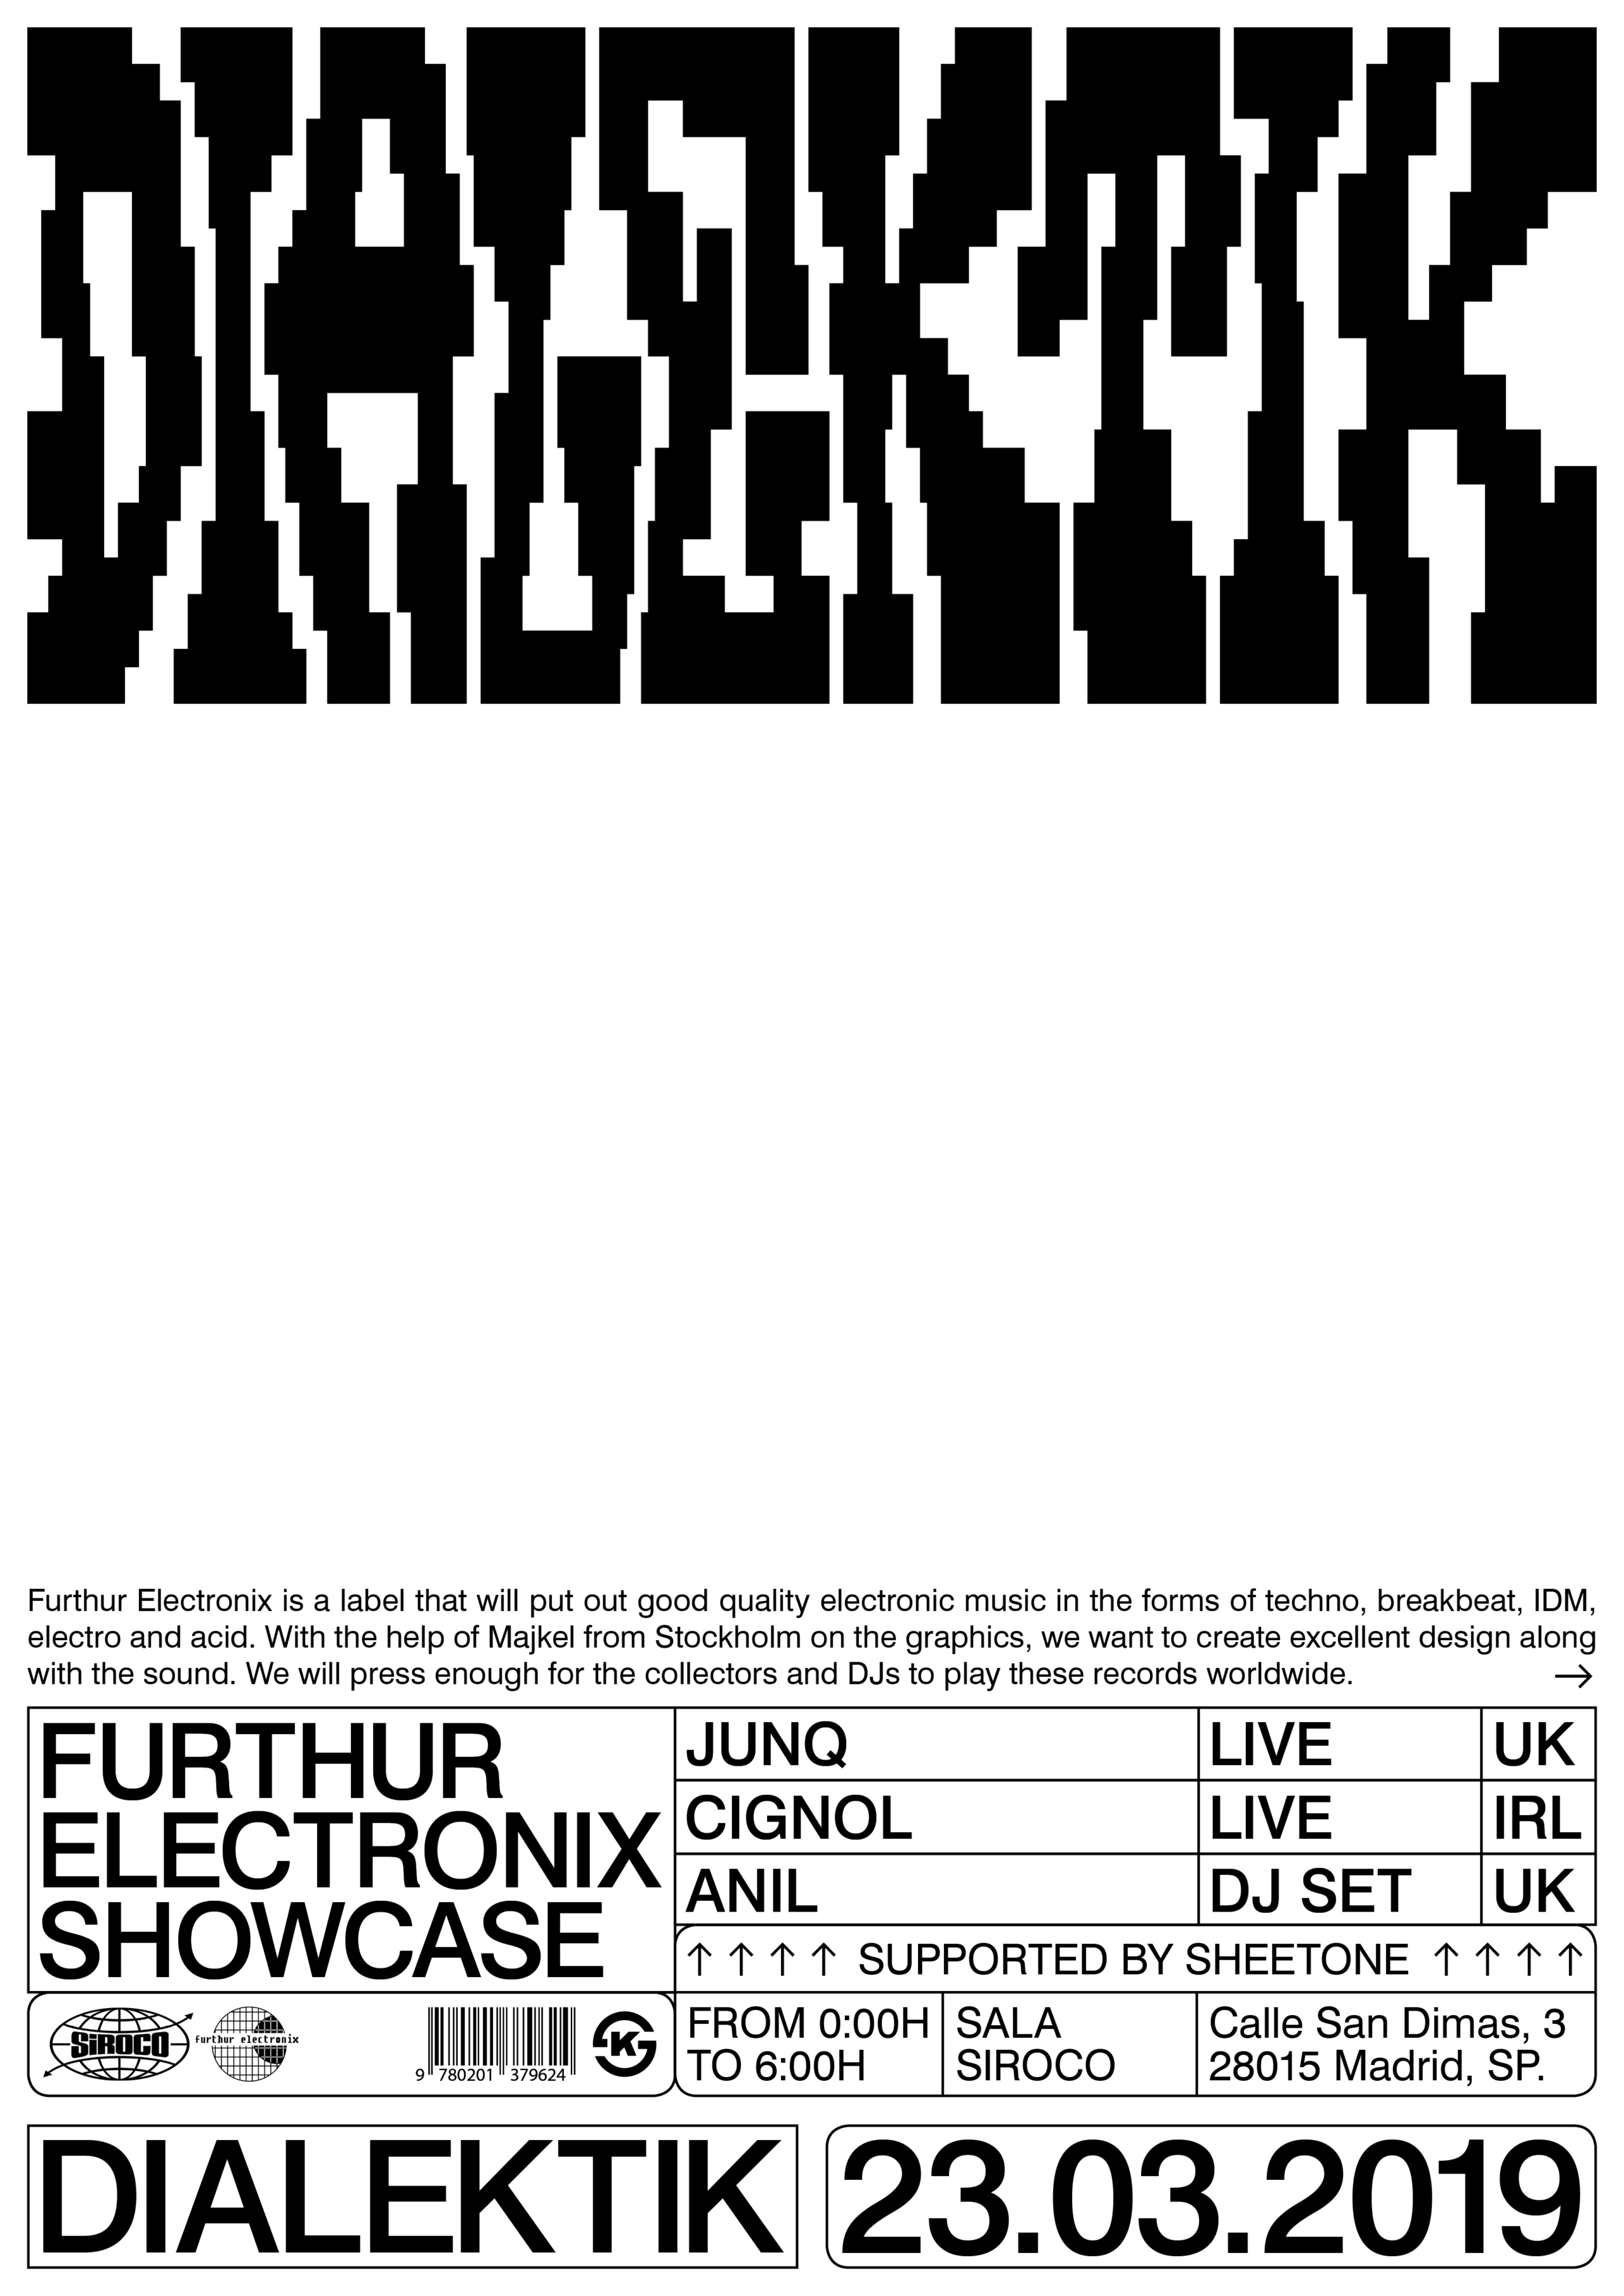 DIALEKTIK
Furthur Electronix is a label that will put out good quality electronic music in the forms of techno, breakbeat, IDM,
electro and acid. With the help of Majkel from Stockholm on the graphics, we want to create excellent design along
with the sound. We will press enough for the collectors and DJs to play these records worldwide. →
FURTHUR
ELECTRONIX
SHOWCASE
JUNQ LIVE UK
CIGNOL LIVE IRL
ANIL DJ SET UK
↑ ↑ ↑ ↑ SUPPORTED BY SHEETONE ↑ ↑ ↑ ↑
SiROCO
furthur electronix
9 780201 379624
K
FROM 0:00H
TO 6:00H
SALA
SIROCO
Calle San Dimas, 3
28015 Madrid, SP.
DIALEKTIK
23.03.2019